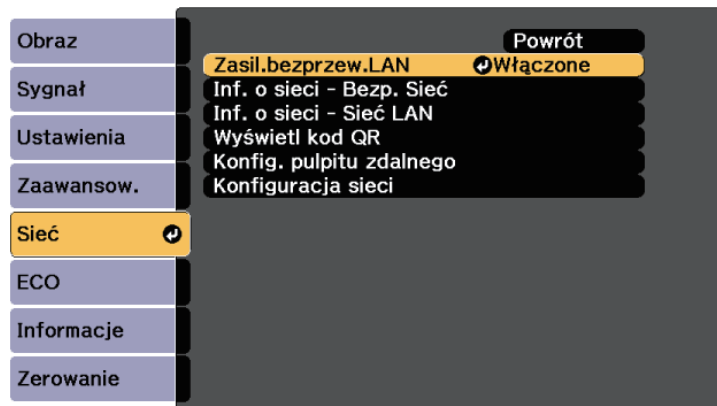 Obraz
Sygnał
Ustawienia
Zaawansow.
Sieć
ECO
Informacje
Zerowanie
Powrót
Zasil.bezprzew.LAN Włączone
Inf. o sieci - Bezp. Sieć
Inf. o sieci - Sieć LAN
Wyświetl kod QR
Konfig. pulpitu zdalnego
Konfiguracja sieci